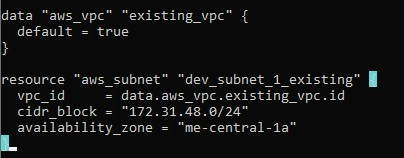 data "aws_vpc" "existing_vpc" {
  default = true
}

resource "aws_subnet" "dev_subnet_1_existing" {
  vpc_id     = data.aws_vpc.existing_vpc.id
  cidr_block = "172.31.48.0/24"
  availability_zone = "me-central-1a"
}